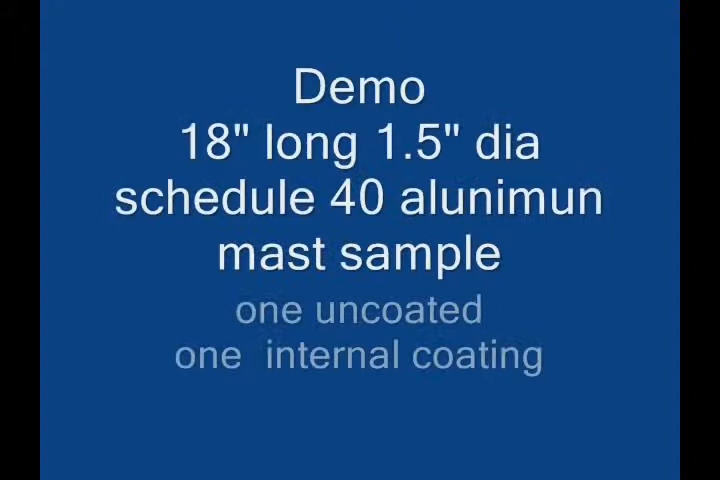 Demo
18" long 1.5" dia
schedule 40 alunimun
mast sample
one uncoated
one  internal coating